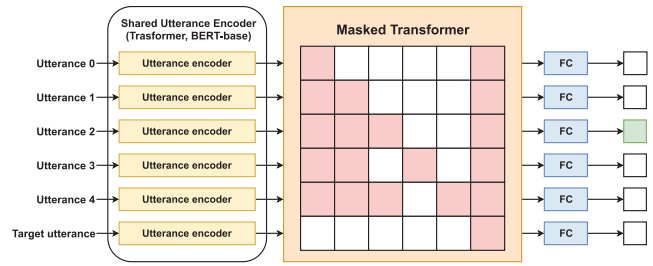 Shared Utterance Encoder
(Trasformer, BERT-base)
Masked Transformer
Utterance 0
Utterance encoder
FC
Utterance 1
Utterance encoder
FC
Utterance 2
Utterance encoder
FC
Utterance 3
Utterance encoder
FC
Utterance 4
Utterance encoder
FC
Target utterance
Utterance encoder
FC